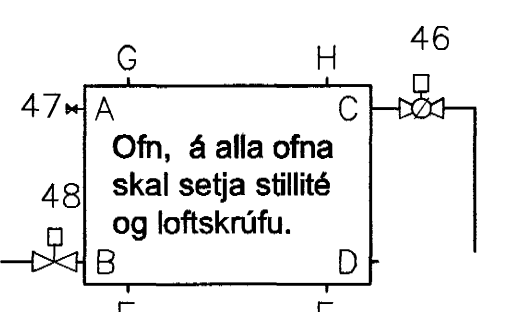 G H 46
47 A C
Ofn, á alla ofna
skal setja stillité
og loftskrúfu.
48
B D